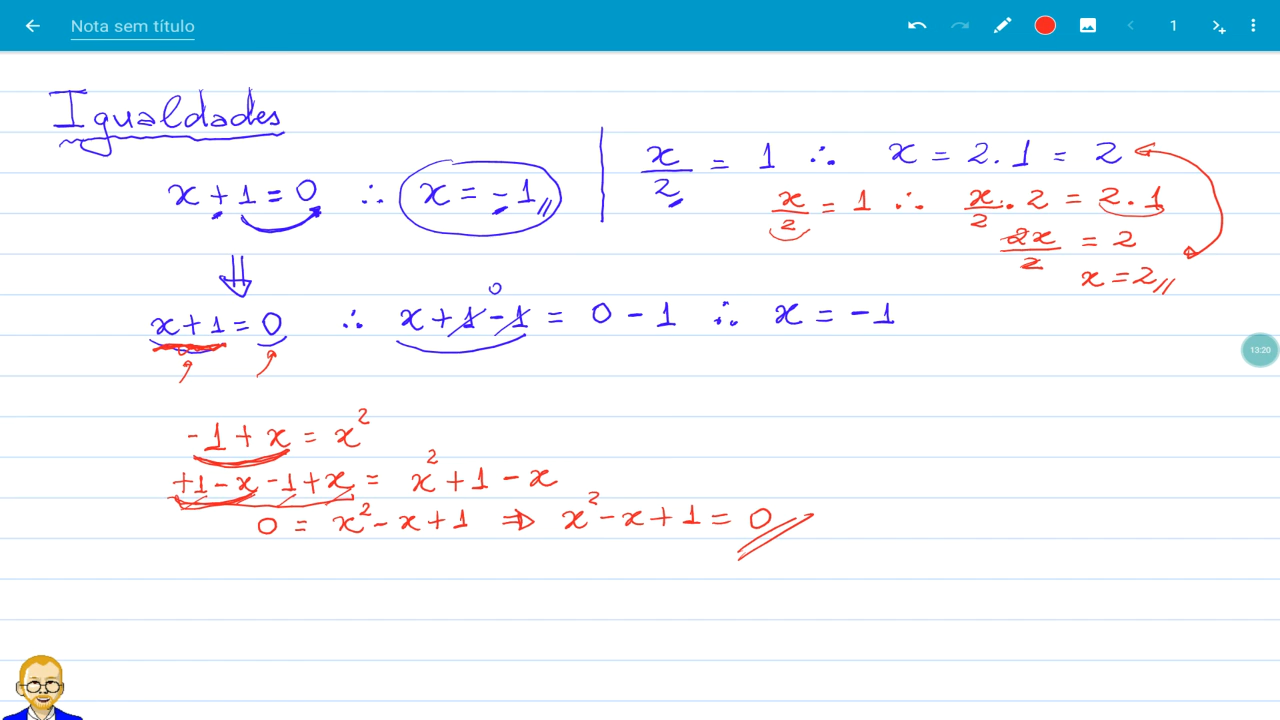 Nota sem título
1
Igualdades
x + 1 = 0 ∴ x = -1 //
x/2 = 1 ∴ x = 2 . 1 = 2
x/2 = 1 ∴ x/2 . 2 = 2 . 1
2x/2 = 2
x = 2 //
⇓
0
x + 1 = 0 ∴ x + 1 - 1 = 0 - 1 ∴ x = -1
13:20
-1 + x = x²
+1 - x - 1 + x = x² + 1 - x
0 = x² - x + 1 ⇒ x² - x + 1 = 0 //